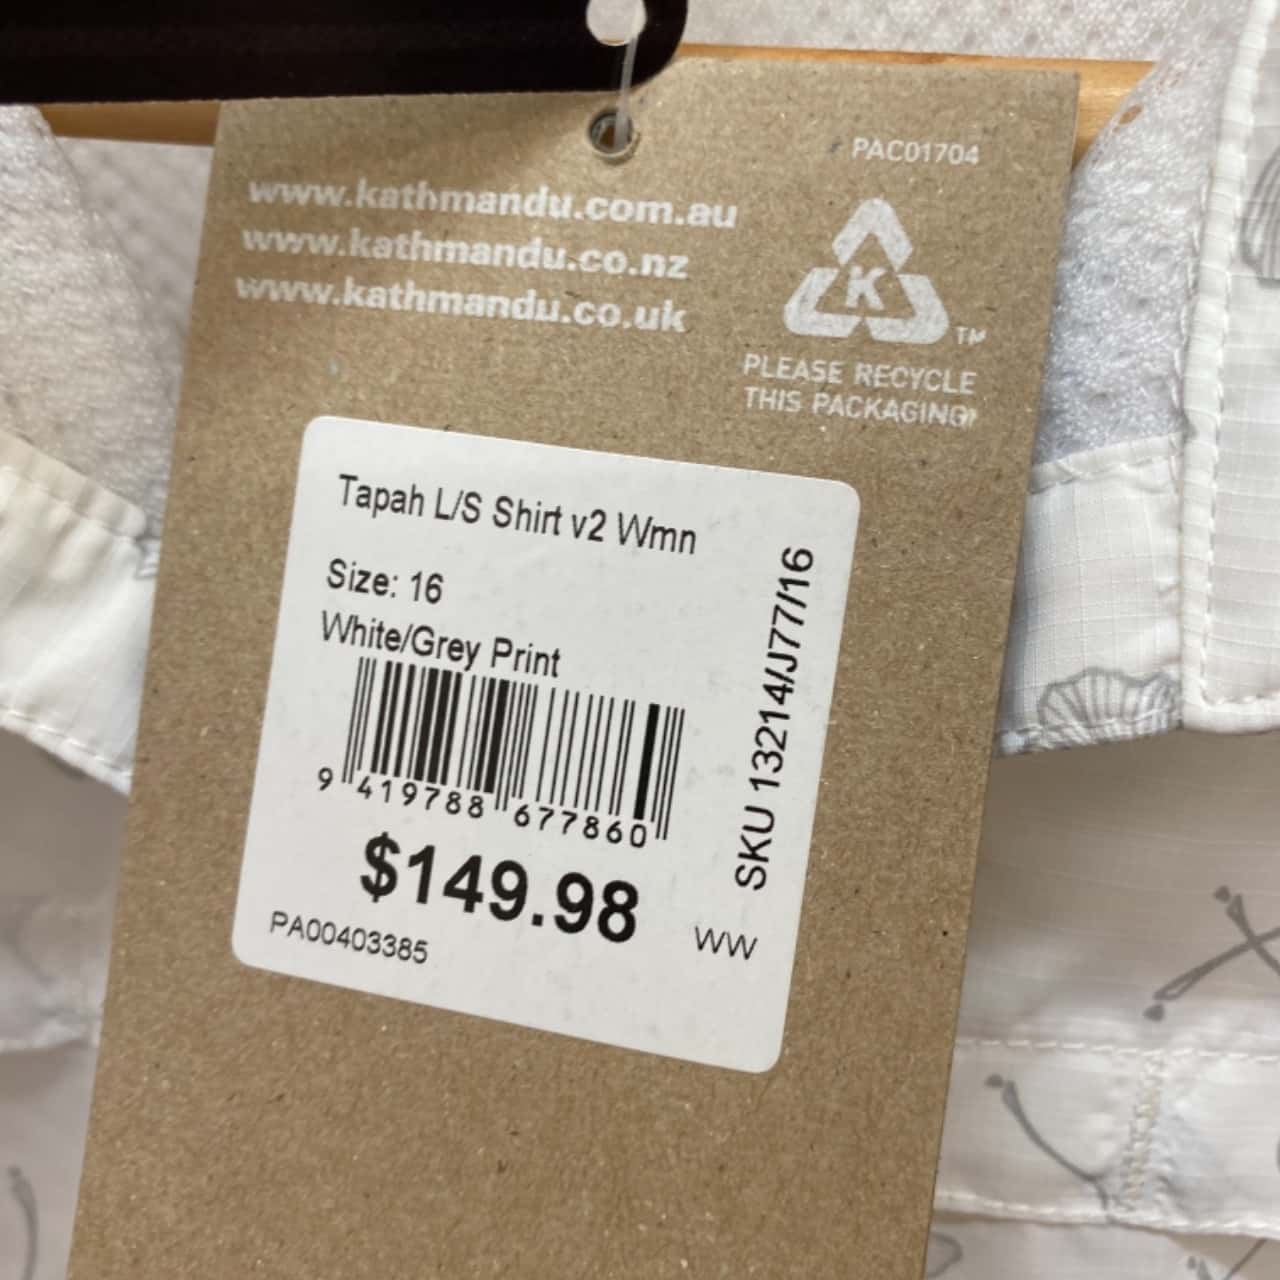 PAC01704
www.kathmandu.com.au
www.kathmandu.co.nz
www.kathmandu.co.uk
K
TM
PLEASE RECYCLE
THIS PACKAGING!
Tapah L/S Shirt v2 Wmn
Size: 16
White/Grey Print
9 419788 677860
$149.98
PA00403385
WW
SKU 13214/J77/16